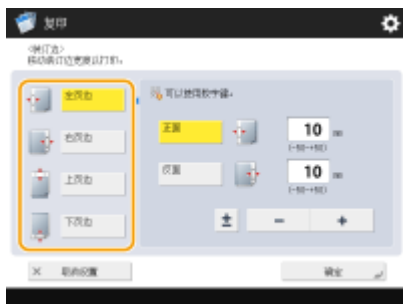 复印
<装订边>
移动装订边宽度以打印。
左页边
右页边
上页边
下页边
可以使用数字键。
正面
10 mm
(-50~+50)
反面
10 mm
(-50~+50)
± − +
× 取消设置
确定